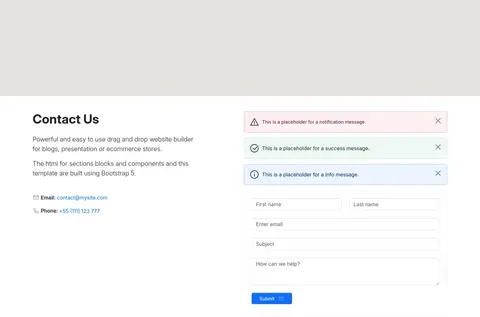 Contact Us
Powerful and easy to use drag and drop website builder
for blogs, presentation or ecommerce stores.
The html for sections blocks and components and this
template are built using Bootstrap 5.
Email: contact@mysite.com
Phone: +55 (111) 123 777
This is a placeholder for a notification message.
This is a placeholder for a success message.
This is a placeholder for a info message.
First name
Last name
Enter email
Subject
How can we help?
Submit